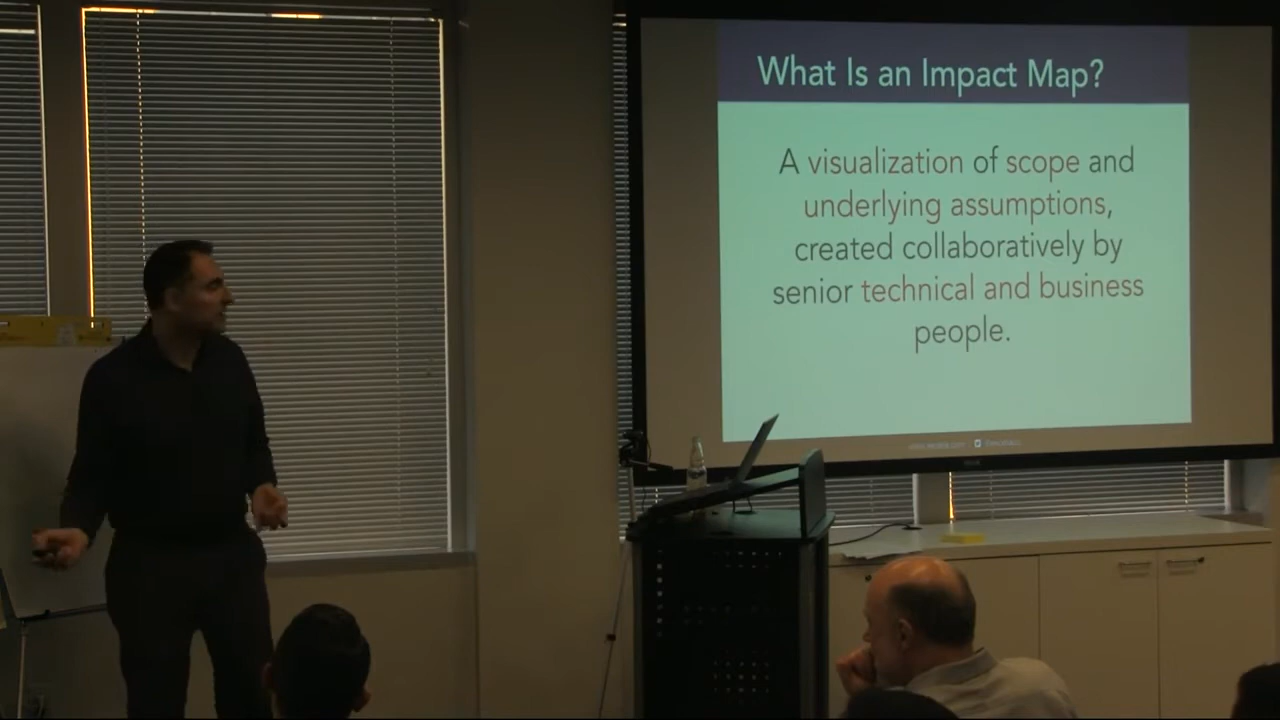 What Is an Impact Map?
A visualization of scope and
underlying assumptions,
created collaboratively by
senior technical and business
people.